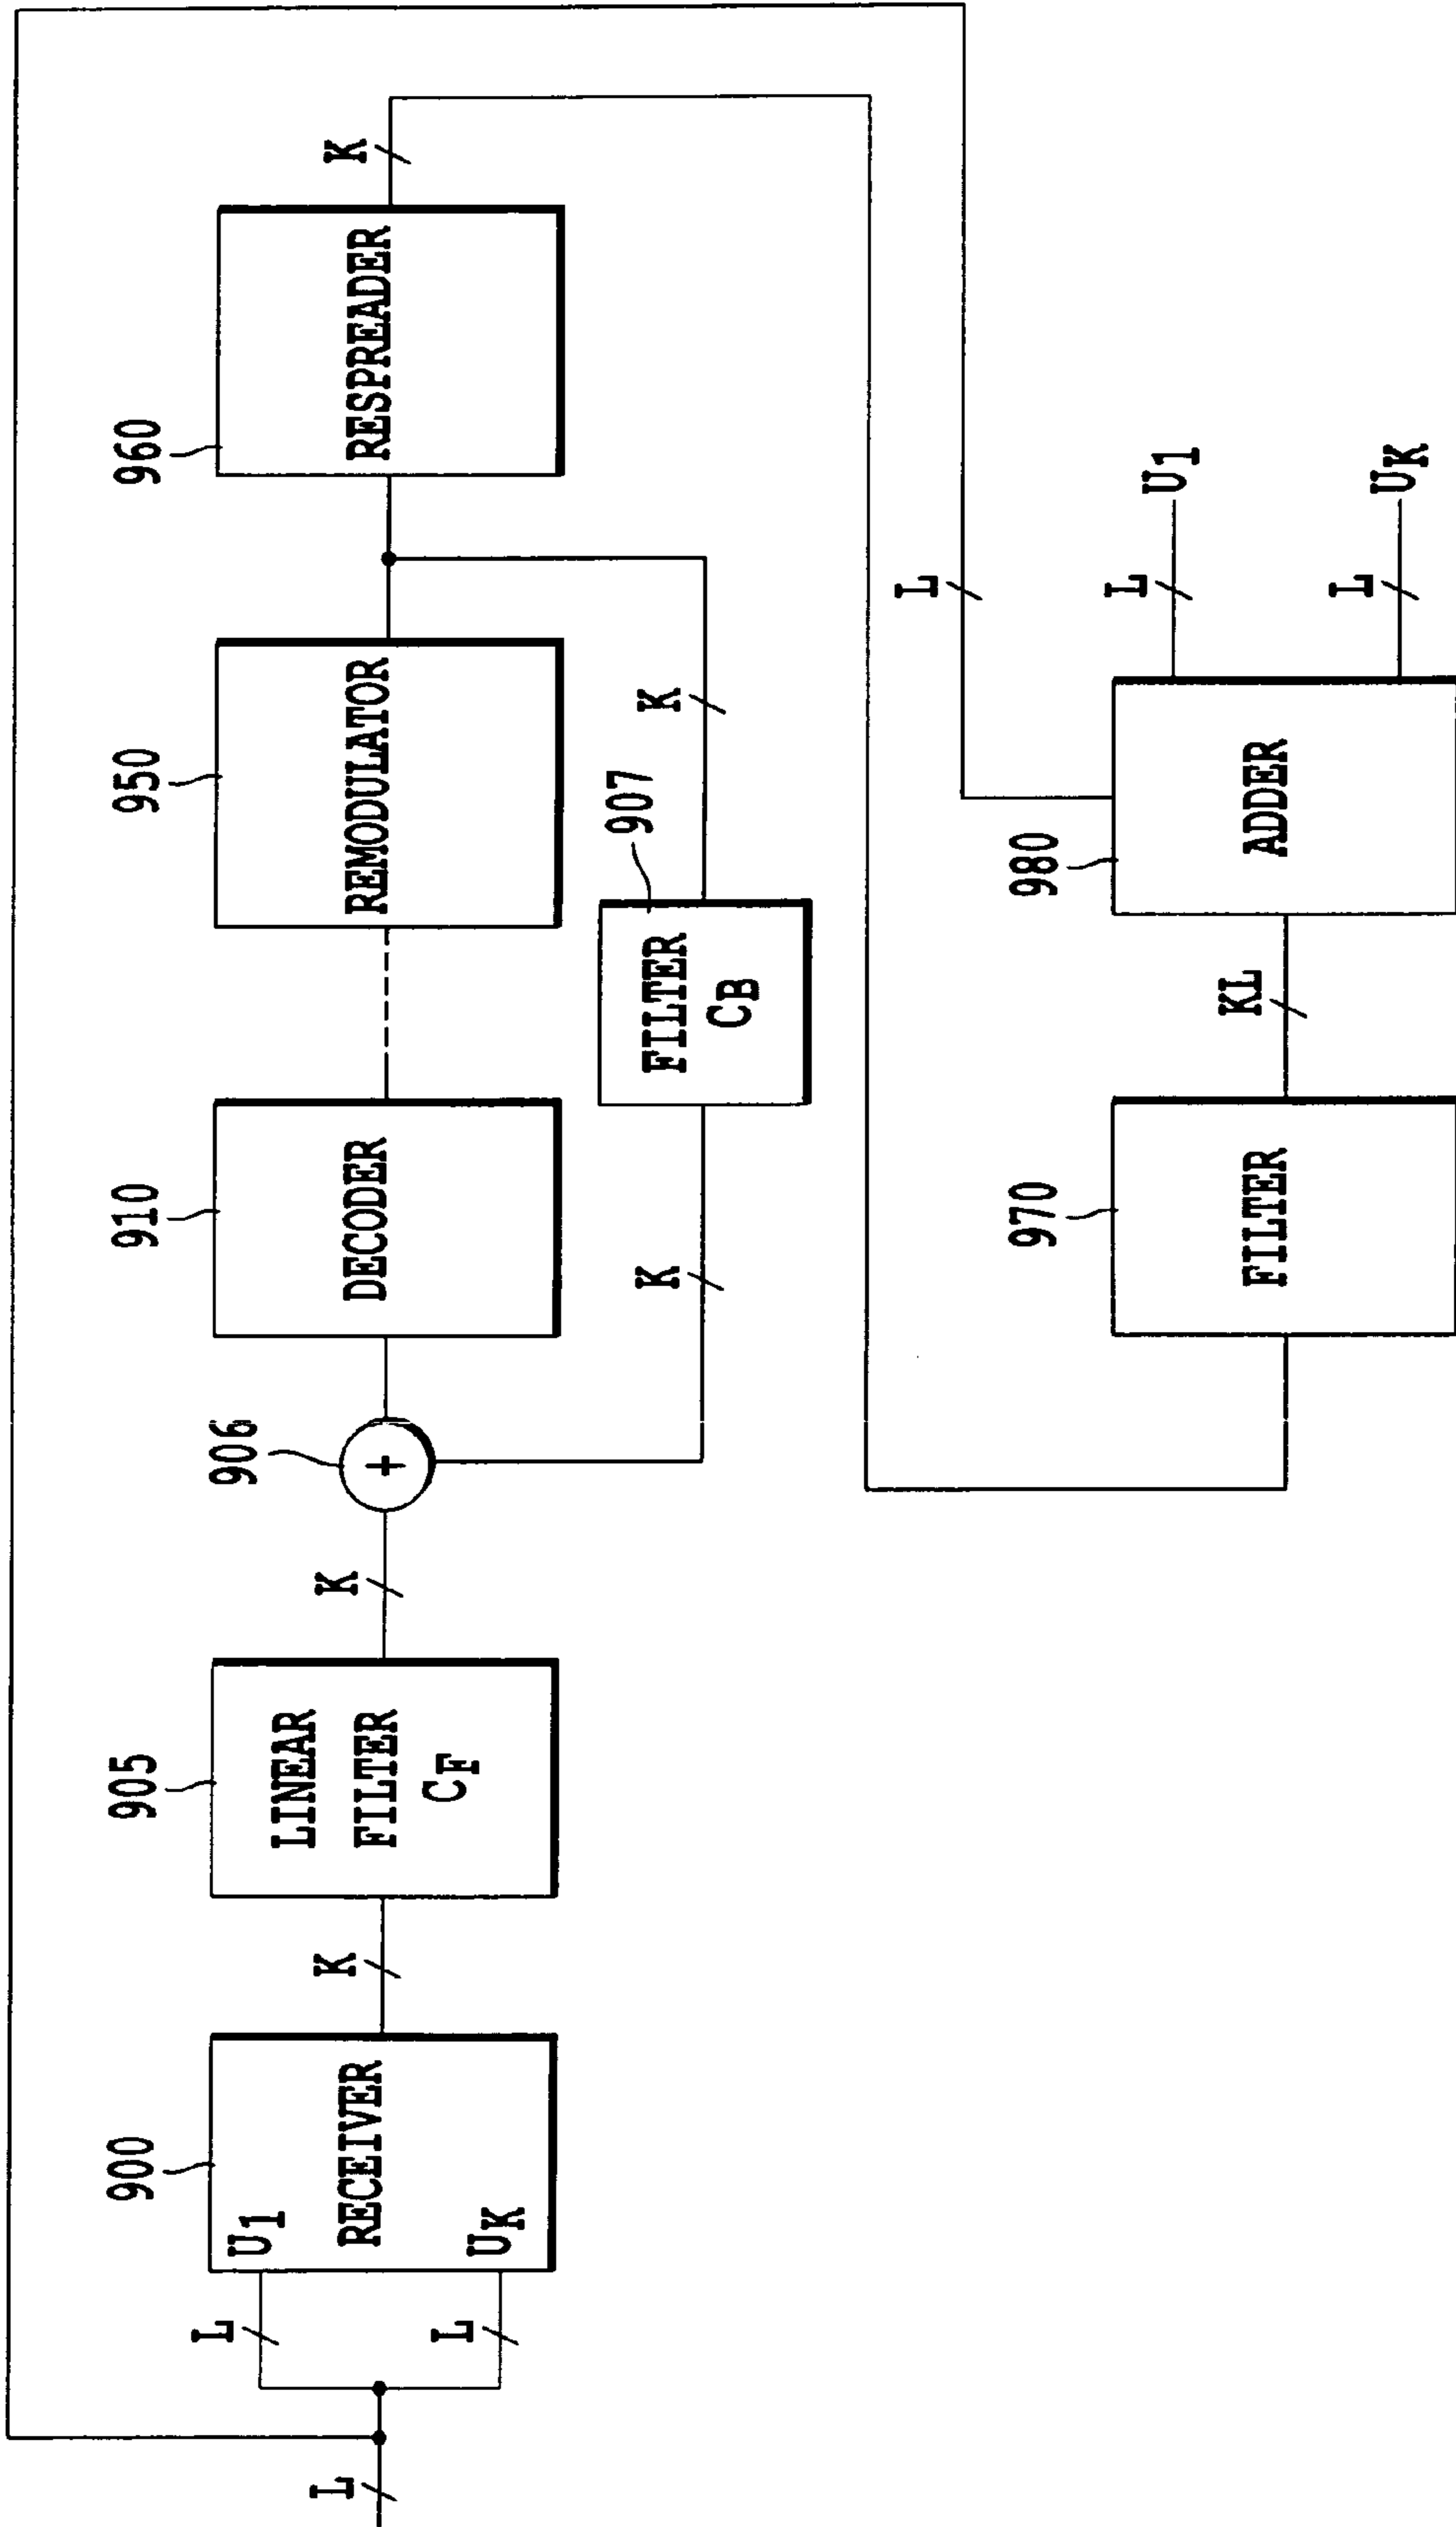 L
L
L
U1
UK
900
RECEIVER
K
905
LINEAR
FILTER
CF
K
906
910
DECODER
950
REMODULATOR
960
RESPREADER
K
K
907
FILTER
CB
K
970
FILTER
KL
980
ADDER
L
L
U1
L
UK